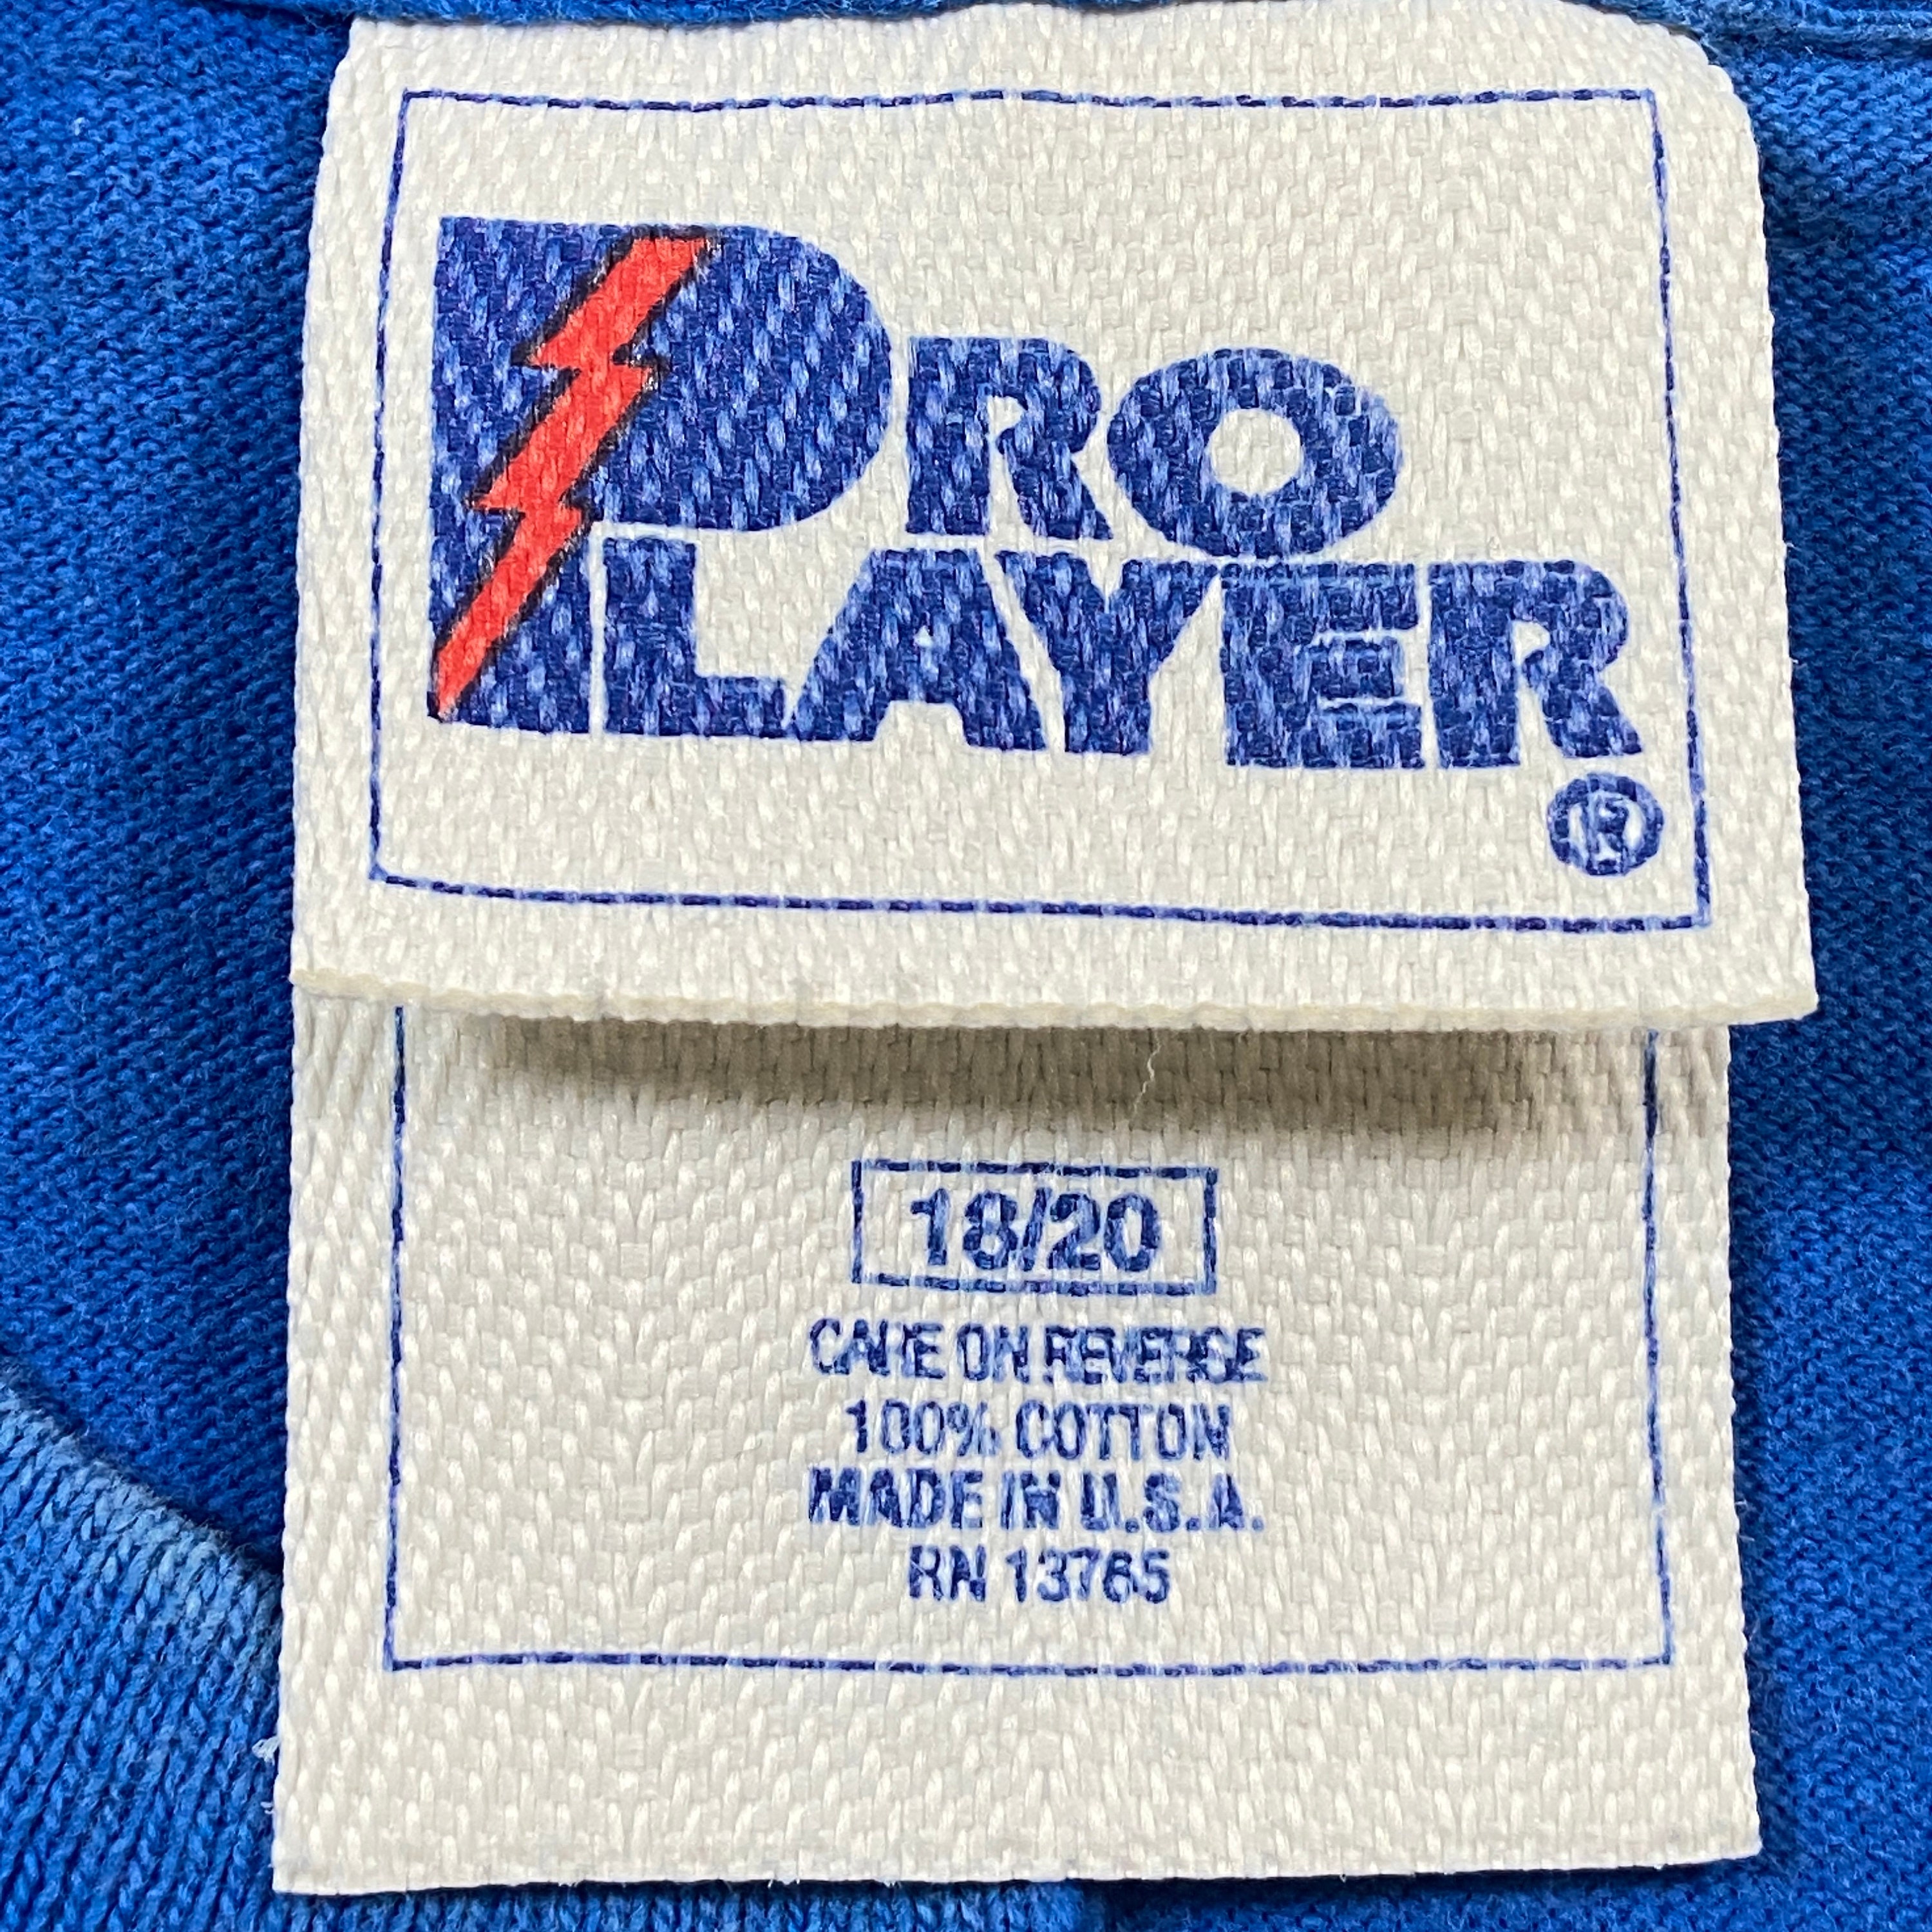 PRO
PLAYER
®
18/20
CARE ON REVERSE
100% COTTON
MADE IN U.S.A.
RN 13765